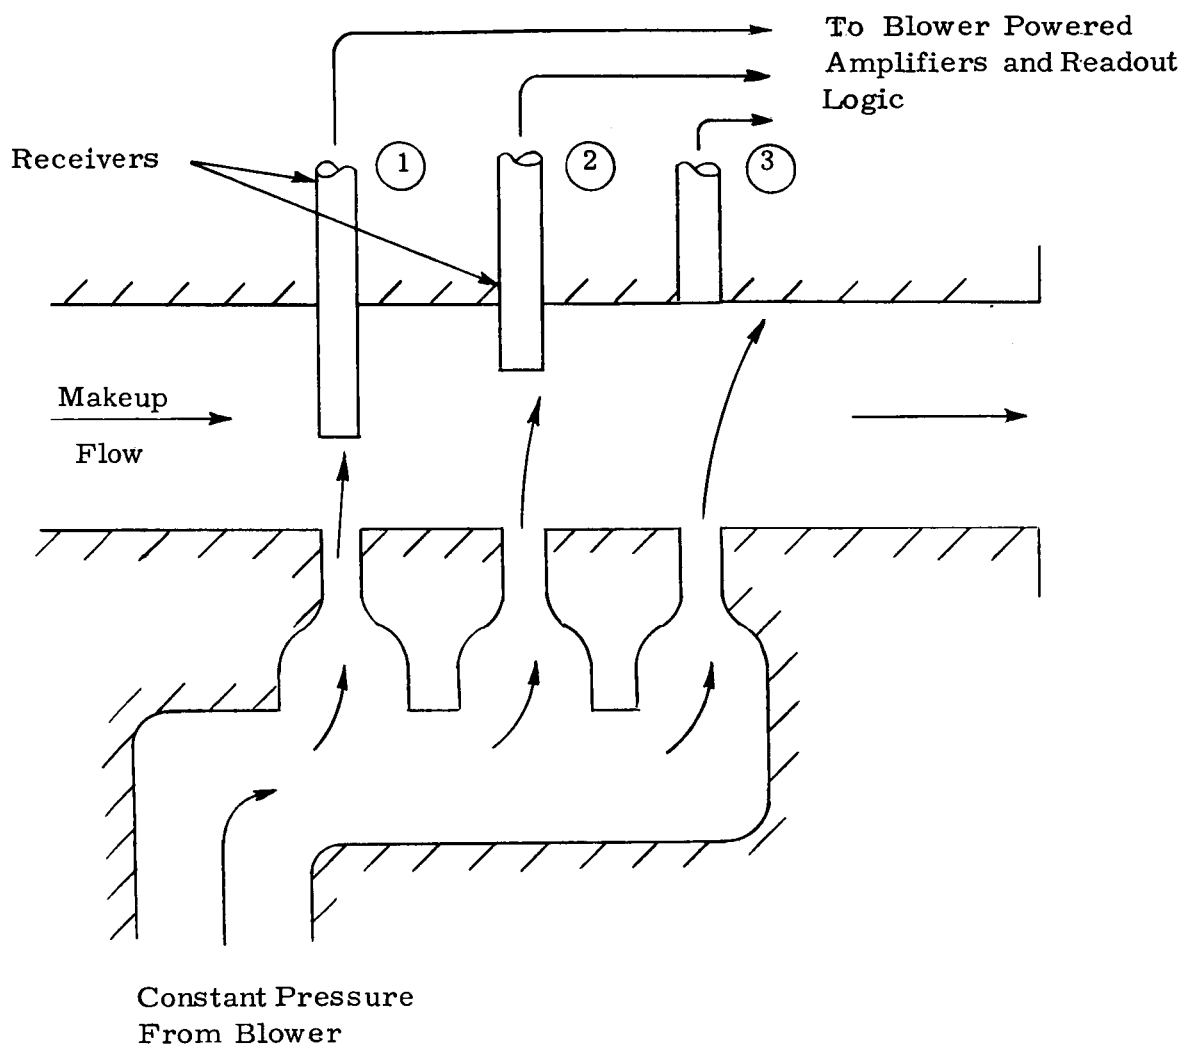 To Blower Powered
Amplifiers and Readout
Logic
Receivers
1
2
3
Makeup
Flow
Constant Pressure
From Blower